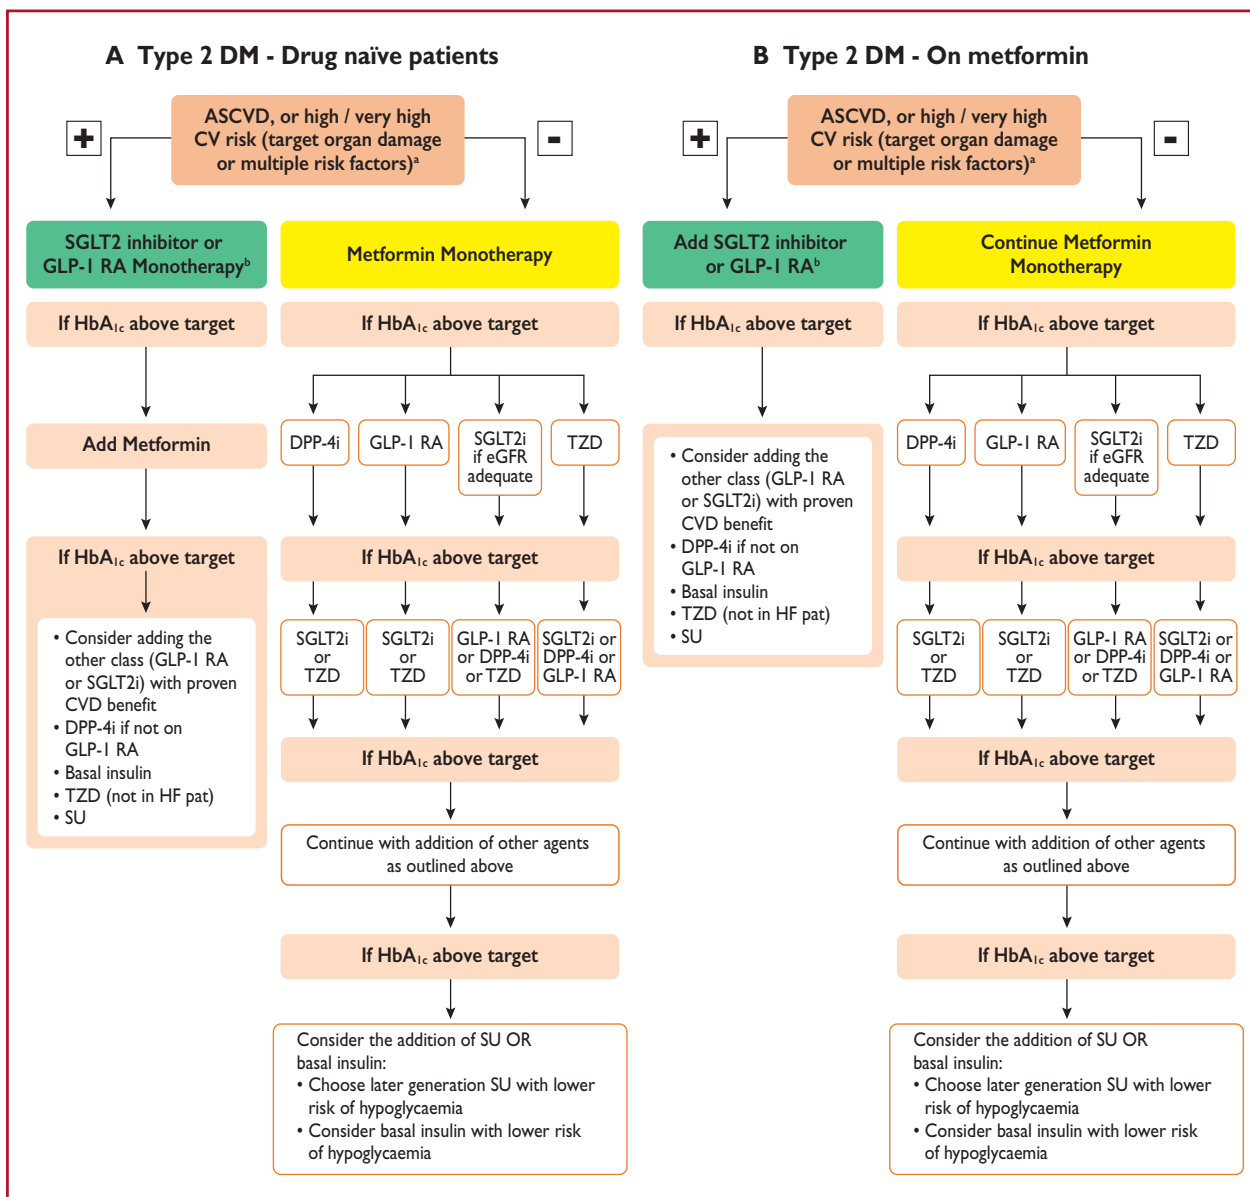 A Type 2 DM - Drug naïve patients
ASCVD, or high / very high
CV risk (target organ damage
or multiple risk factors)ᵃ
+
-
SGLT2 inhibitor or
GLP-1 RA Monotherapyᵇ
Metformin Monotherapy
If HbA1c above target
If HbA1c above target
Add Metformin
DPP-4i
GLP-1 RA
SGLT2i
if eGFR
adequate
TZD
If HbA1c above target
If HbA1c above target
• Consider adding the
other class (GLP-1 RA
or SGLT2i) with proven
CVD benefit
• DPP-4i if not on
GLP-1 RA
• Basal insulin
• TZD (not in HF pat)
• SU
SGLT2i
or
TZD
SGLT2i
or
TZD
GLP-1 RA
or DPP-4i
or TZD
SGLT2i or
DPP-4i or
GLP-1 RA
If HbA1c above target
Continue with addition of other agents
as outlined above
If HbA1c above target
Consider the addition of SU OR
basal insulin:
• Choose later generation SU with lower
risk of hypoglycaemia
• Consider basal insulin with lower risk
of hypoglycaemia
B Type 2 DM - On metformin
ASCVD, or high / very high
CV risk (target organ damage
or multiple risk factors)ᵃ
+
-
Add SGLT2 inhibitor
or GLP-1 RAᵇ
Continue Metformin
Monotherapy
If HbA1c above target
If HbA1c above target
• Consider adding the
other class (GLP-1 RA
or SGLT2i) with proven
CVD benefit
• DPP-4i if not on
GLP-1 RA
• Basal insulin
• TZD (not in HF pat)
• SU
DPP-4i
GLP-1 RA
SGLT2i
if eGFR
adequate
TZD
If HbA1c above target
SGLT2i
or
TZD
SGLT2i
or
TZD
GLP-1 RA
or DPP-4i
or TZD
SGLT2i or
DPP-4i or
GLP-1 RA
If HbA1c above target
Continue with addition of other agents
as outlined above
If HbA1c above target
Consider the addition of SU OR
basal insulin:
• Choose later generation SU with lower
risk of hypoglycaemia
• Consider basal insulin with lower risk
of hypoglycaemia